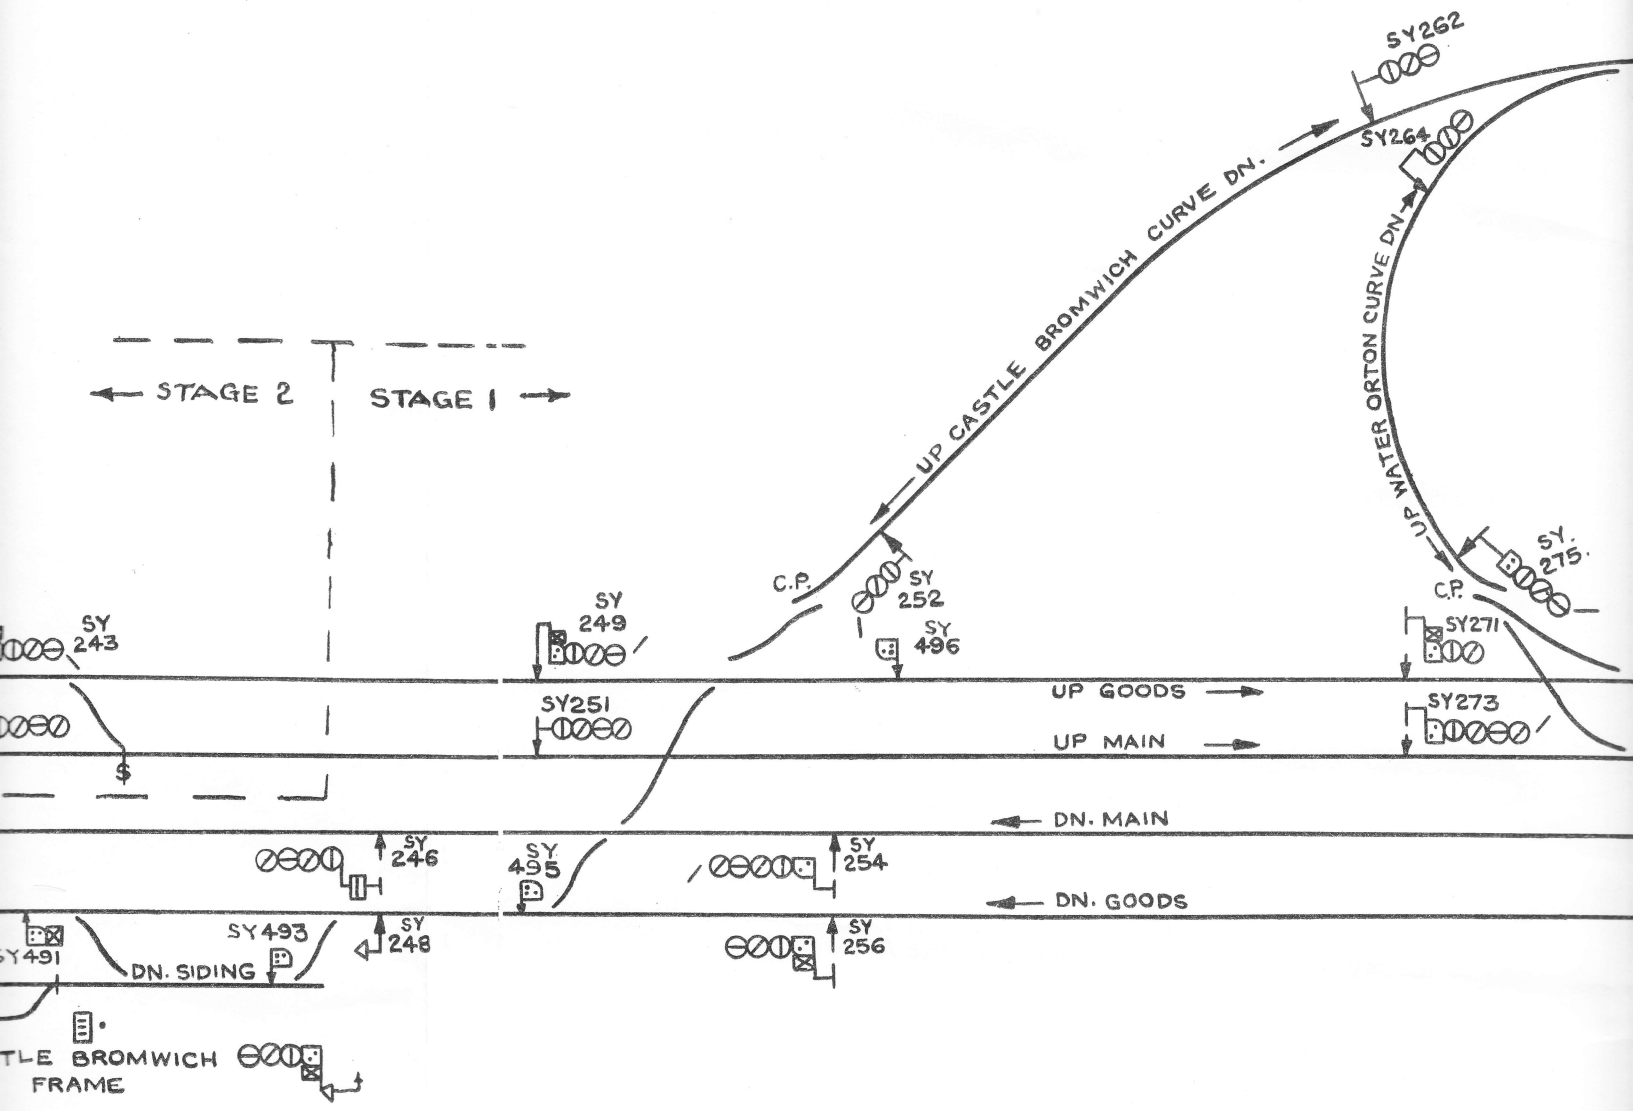 SY262
SY264
UP CASTLE BROMWICH CURVE DN.
UP WATER ORTON CURVE DN
STAGE 2
STAGE 1
C.P.
SY
252
SY.
275.
C.P.
SY
243
SY
249
SY
496
SY271
UP GOODS
SY251
SY273
UP MAIN
$
DN. MAIN
SY
246
SY
495
SY
254
DN. GOODS
SY
248
SY493
SY
256
SY491
DN. SIDING
TLE BROMWICH
FRAME